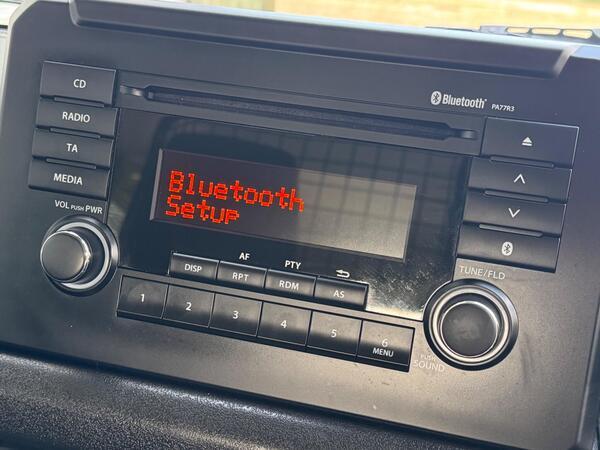 CD
RADIO
TA
MEDIA
VOL PUSH PWR
Bluetooth PA77R3
Bluetooth
Setup
TUNE/FLD
AF PTY
DISP RPT RDM AS
1 2 3 4 5 6
MENU
PUSH
SOUND